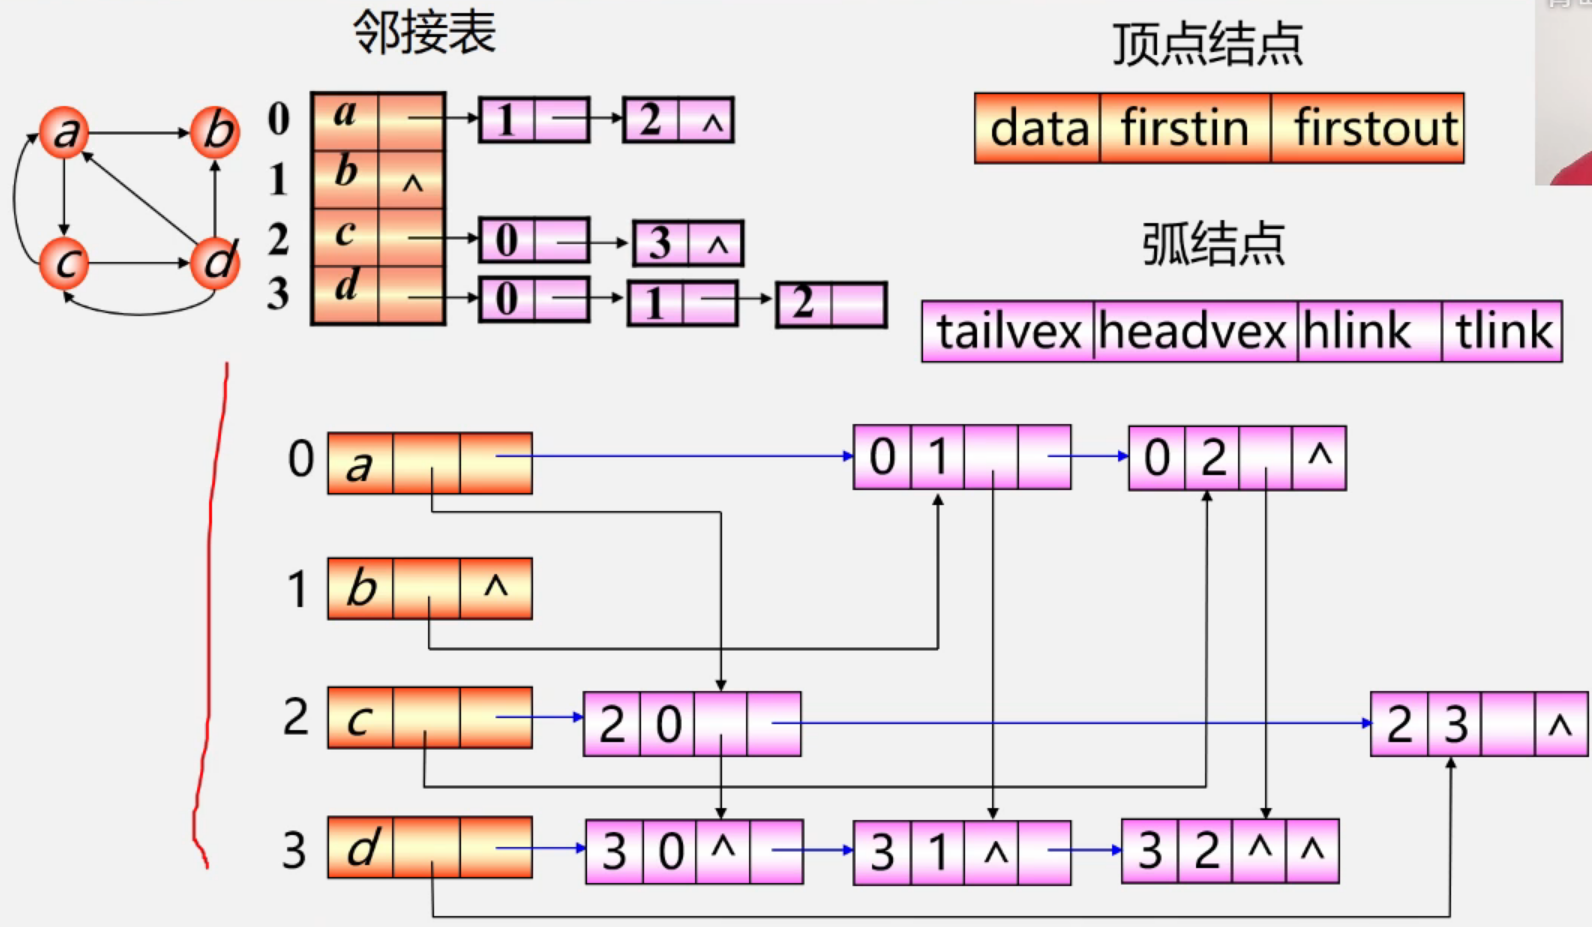 邻接表
顶点结点
data firstin firstout
弧结点
tailvex headvex hlink tlink
a b
c d
0 a 1 2 ^
1 b ^
2 c 0 3 ^
3 d 0 1 2
0 a 0 1 0 2 ^
1 b ^
2 c 2 0 2 3 ^
3 d 3 0 ^ 3 1 ^ 3 2 ^ ^